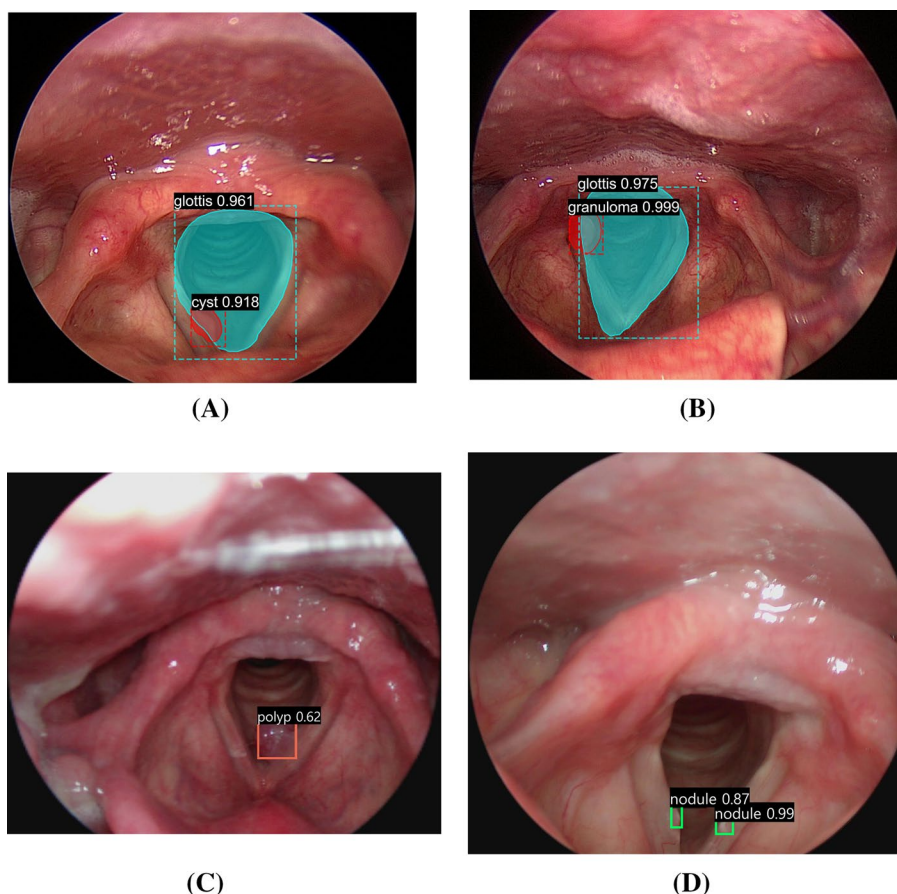 glottis 0.961
cyst 0.918
(A)
glottis 0.975
granuloma 0.999
(B)
polyp 0.62
(C)
nodule 0.87
nodule 0.99
(D)